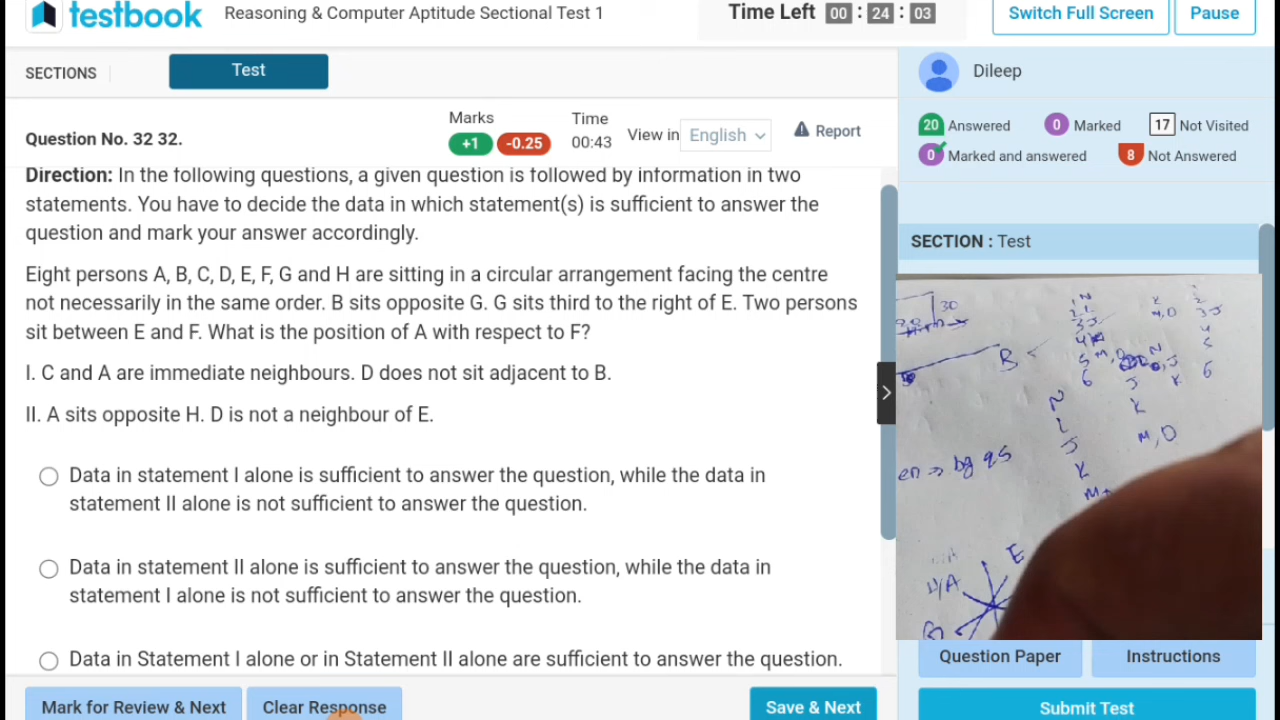 testbook
Reasoning & Computer Aptitude Sectional Test 1
Time Left 00 : 24 : 03
Switch Full Screen
Pause
SECTIONS
Test
Dileep
Question No. 32 32.
Marks
+1 -0.25
Time
00:43
View in English
Report
20 Answered
0 Marked
17 Not Visited
0 Marked and answered
8 Not Answered
Direction: In the following questions, a given question is followed by information in two
statements. You have to decide the data in which statement(s) is sufficient to answer the
question and mark your answer accordingly.
Eight persons A, B, C, D, E, F, G and H are sitting in a circular arrangement facing the centre
not necessarily in the same order. B sits opposite G. G sits third to the right of E. Two persons
sit between E and F. What is the position of A with respect to F?
I. C and A are immediate neighbours. D does not sit adjacent to B.
II. A sits opposite H. D is not a neighbour of E.
Data in statement I alone is sufficient to answer the question, while the data in
statement II alone is not sufficient to answer the question.
Data in statement II alone is sufficient to answer the question, while the data in
statement I alone is not sufficient to answer the question.
Data in Statement I alone or in Statement II alone are sufficient to answer the question.
Mark for Review & Next
Clear Response
Save & Next
SECTION : Test
30
B
N
L
J
K
K
M, O
E
Question Paper
Instructions
Submit Test